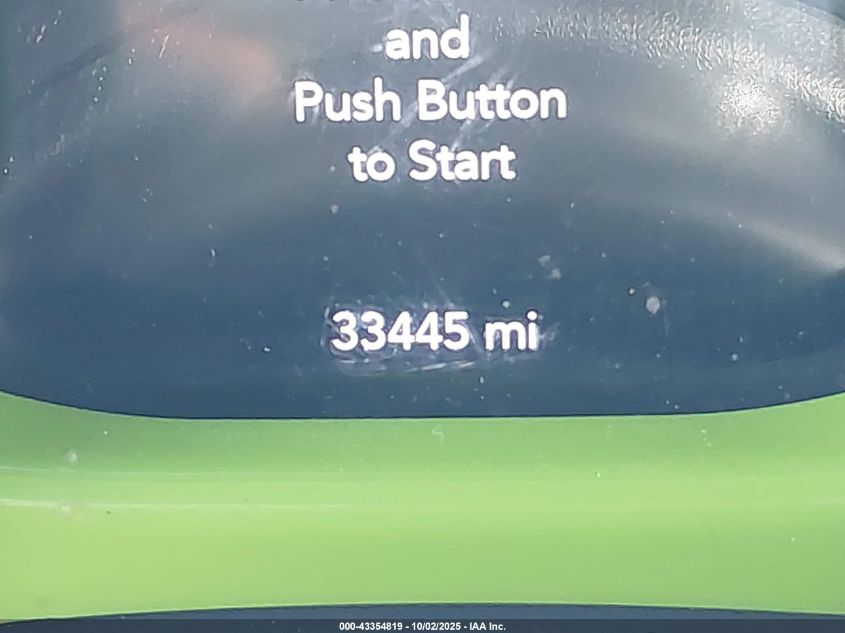 and
Push Button
to Start
33445 mi
000-43354819 - 10/02/2025 - IAA Inc.